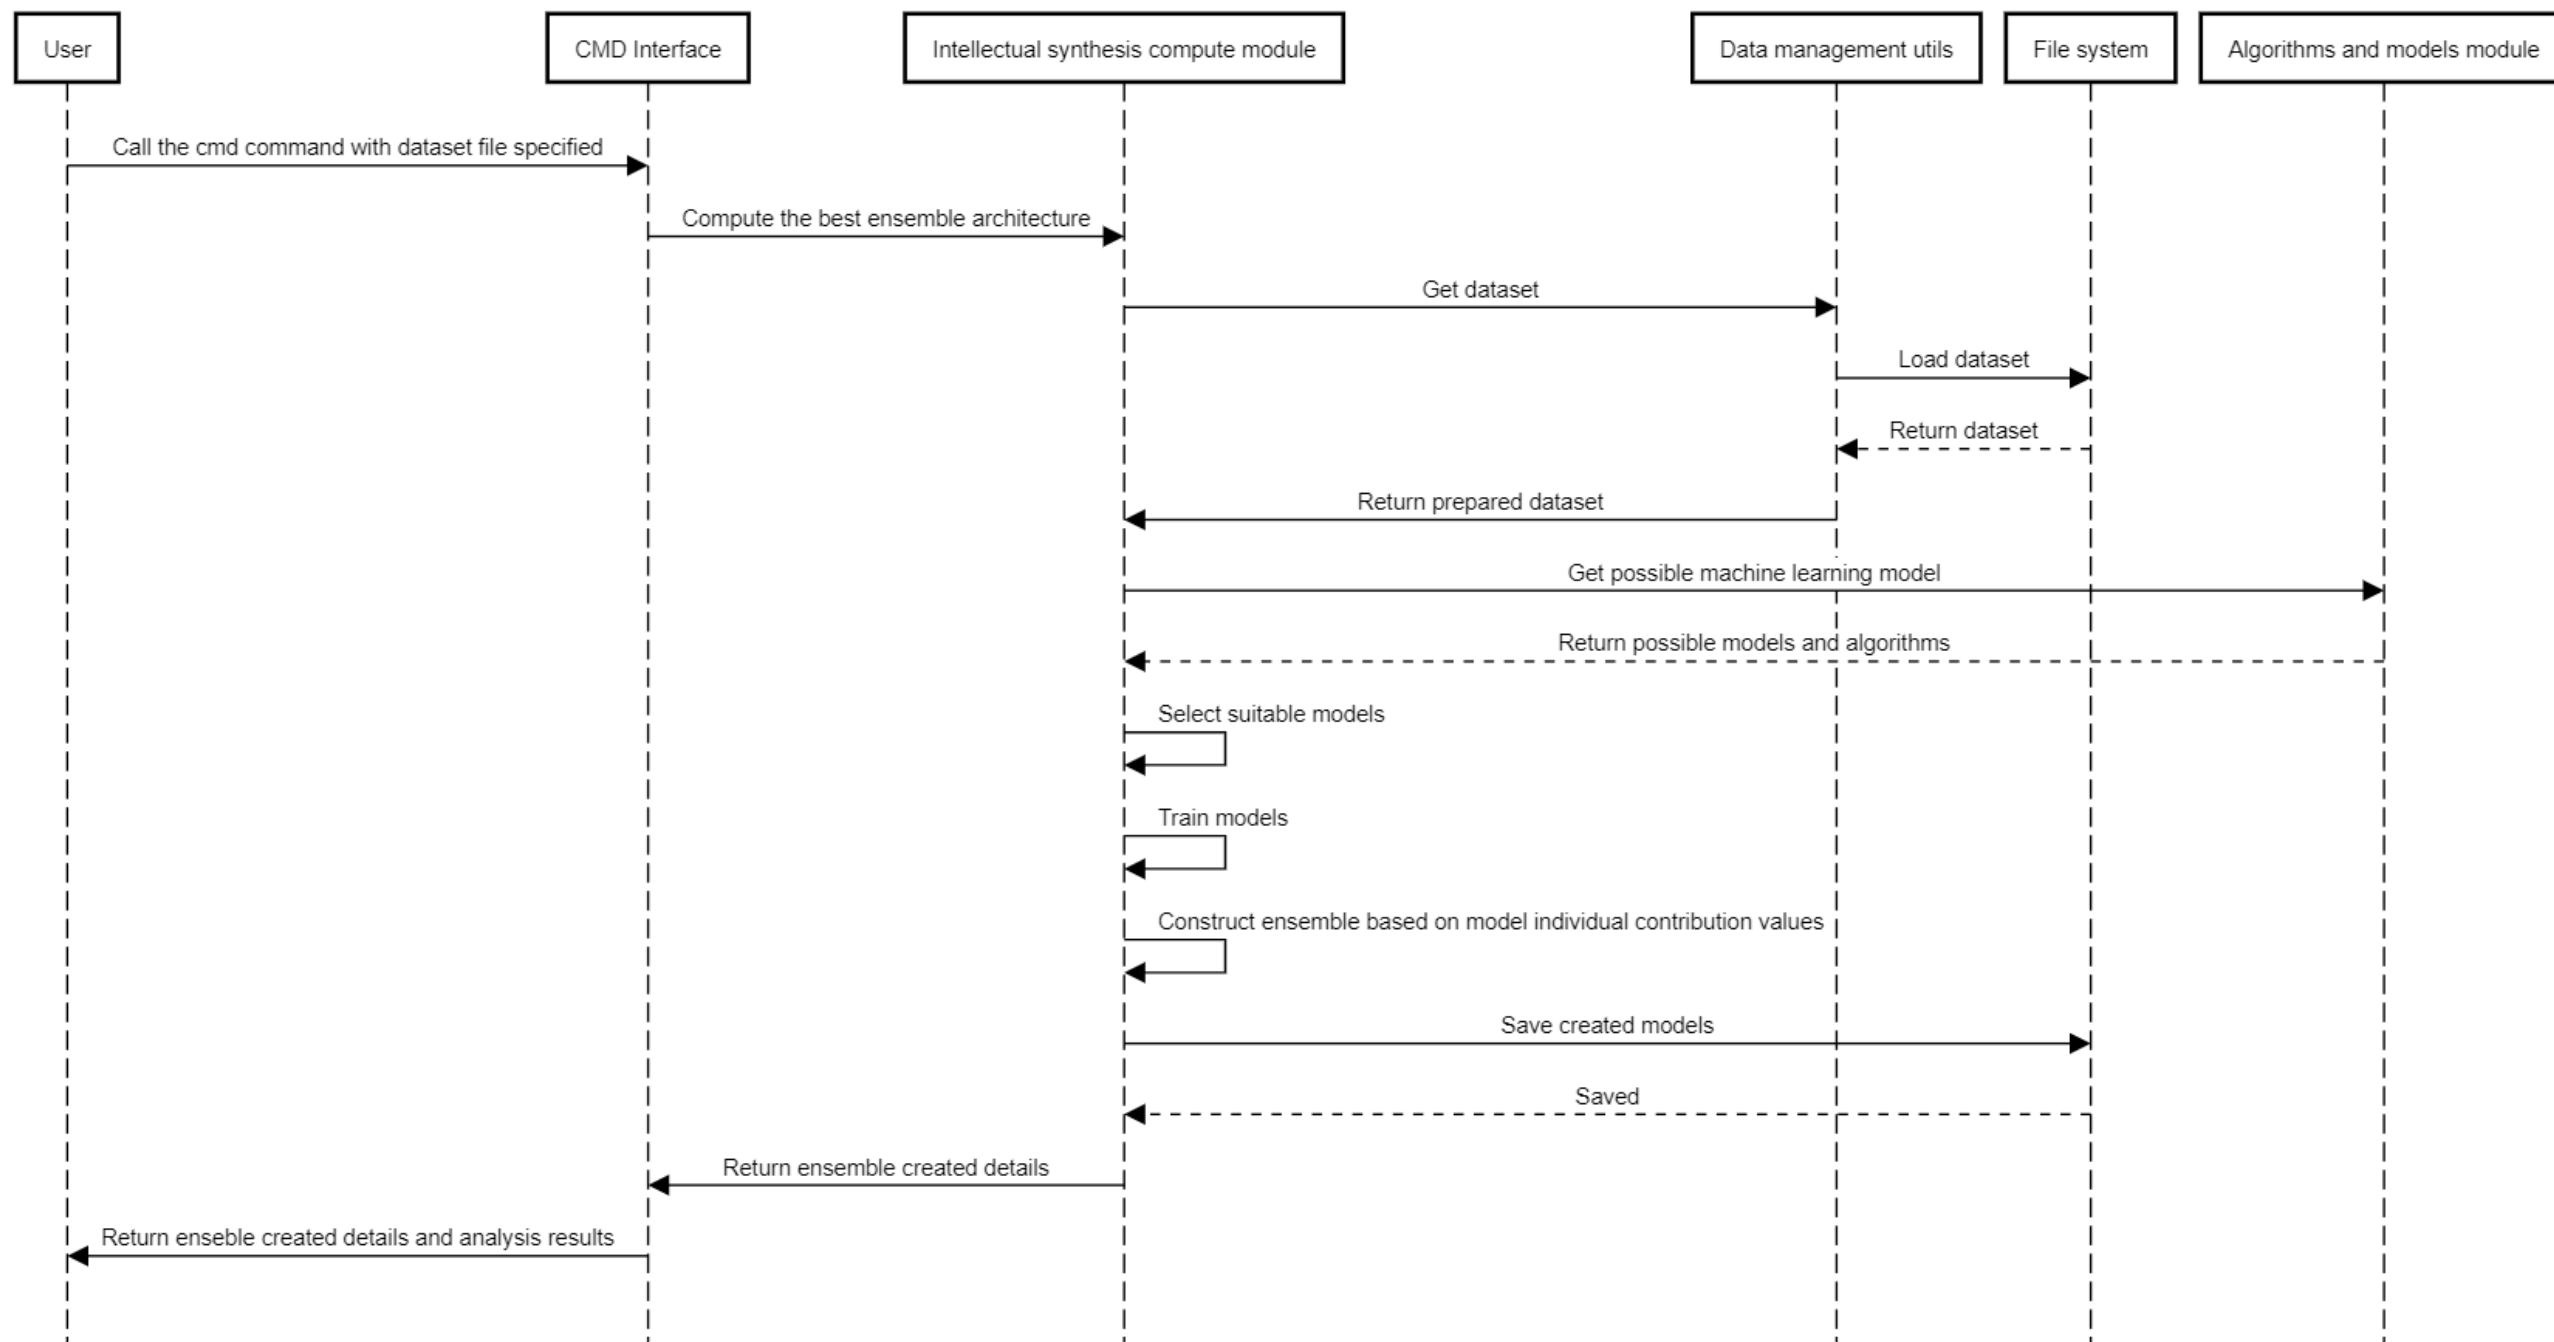 User
CMD Interface
Intellectual synthesis compute module
Data management utils
File system
Algorithms and models module
Call the cmd command with dataset file specified
Compute the best ensemble architecture
Get dataset
Load dataset
Return dataset
Return prepared dataset
Get possible machine learning model
Return possible models and algorithms
Select suitable models
Train models
Construct ensemble based on model individual contribution values
Save created models
Saved
Return ensemble created details
Return enseble created details and analysis results